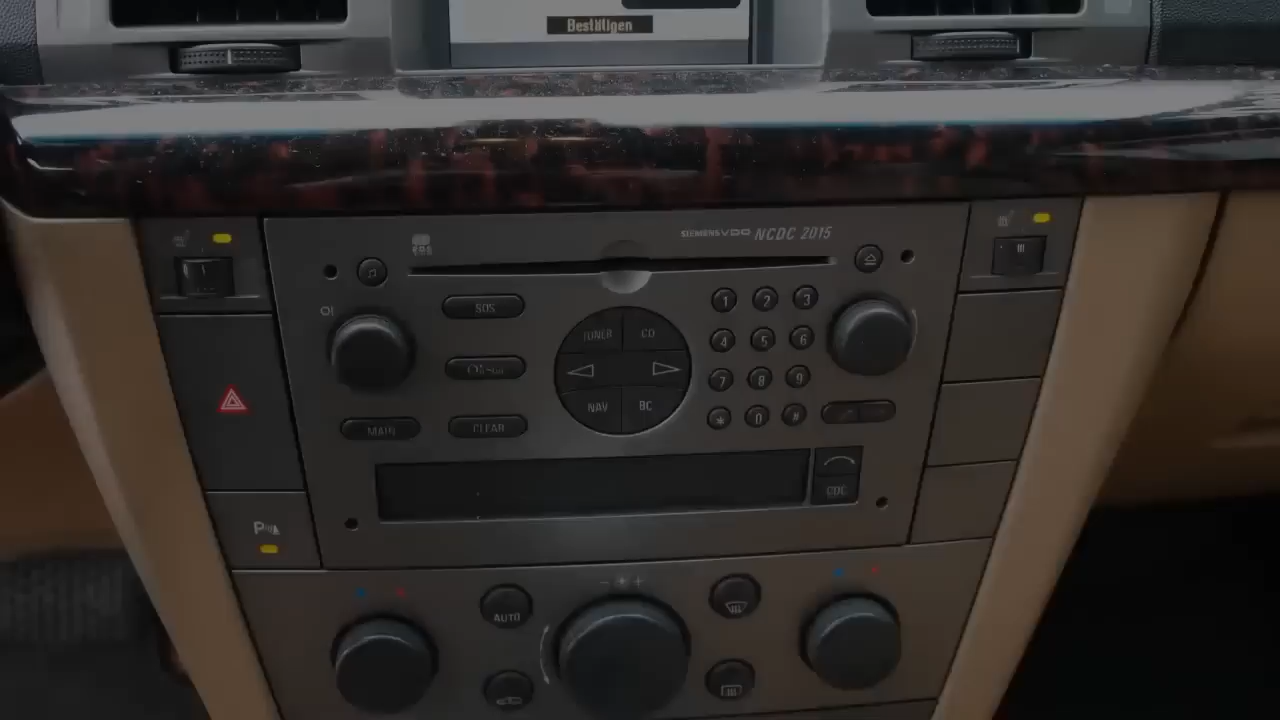 Bestätigen
SIEMENS VDO NCDC 2015
SOS
TUNER CD
1 2 3
4 5 6
7 8 9
* 0 #
NAV BC
MAIN
CLEAR
CDC
P
AUTO